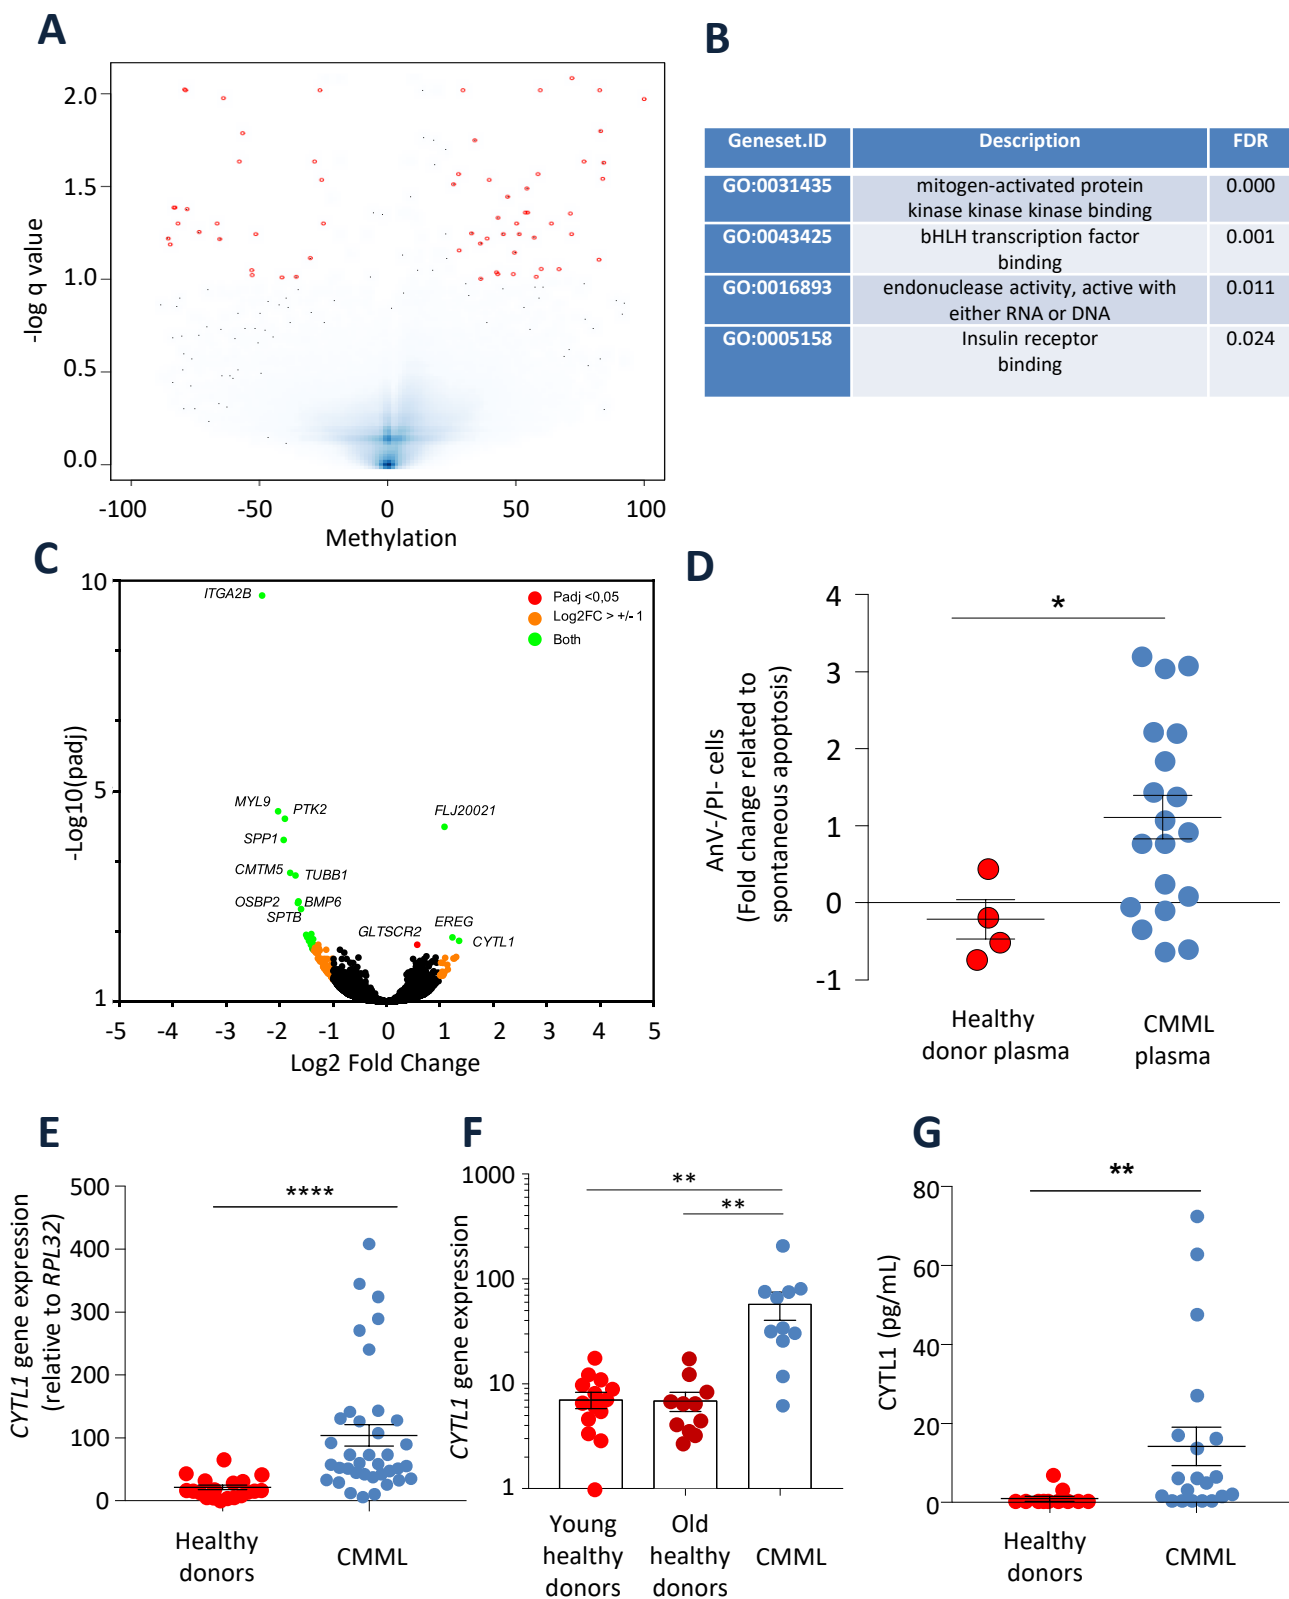 A
2.0
1.5
1.0
0.5
0.0
-log q value
-100
-50
0
50
100
Methylation
B
Geneset.ID Description FDR
GO:0031435 mitogen-activated protein 0.000
kinase kinase kinase binding
GO:0043425 bHLH transcription factor 0.001
binding
GO:0016893 endonuclease activity, active with 0.011
either RNA or DNA
GO:0005158 Insulin receptor 0.024
binding
C
10
5
1
-Log10(padj)
ITGA2B
Padj <0,05
Log2FC > +/- 1
Both
MYL9
PTK2
FLJ20021
SPP1
CMTM5
TUBB1
OSBP2
BMP6
SPTB
GLTSCR2
EREG
CYTL1
-5 -4 -3 -2 -1 0 1 2 3 4 5
Log2 Fold Change
D
*
4
3
2
1
0
-1
AnV-/PI- cells
(Fold change related to
spontaneous apoptosis)
Healthy
donor plasma
CMML
plasma
E
****
500
400
300
200
100
0
CYTL1 gene expression
(relative to RPL32)
Healthy
donors
CMML
F
**
**
1000
100
10
1
CYTL1 gene expression
Young
healthy
donors
Old
healthy
donors
CMML
G
**
80
60
40
20
0
CYTL1 (pg/mL)
Healthy
donors
CMML